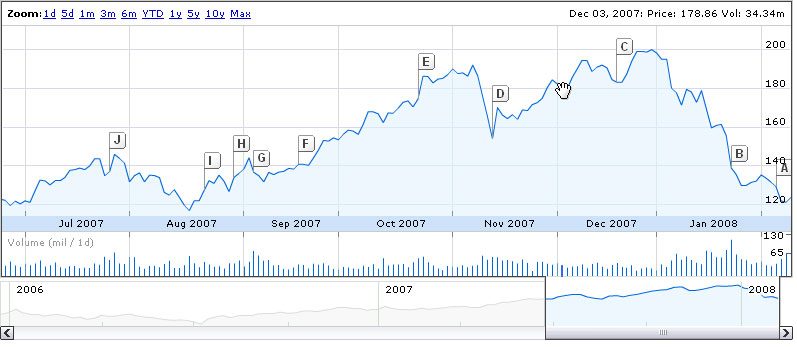 Zoom: 1d 5d 1m 3m 6m YTD 1y 5y 10y Max Dec 03, 2007: Price: 178.86 Vol: 34.34m
200
C
E
180
D
160
J
H
F
B
I
G
140
A
120
Jul 2007 Aug 2007 Sep 2007 Oct 2007 Nov 2007 Dec 2007 Jan 2008
Volume (mil / 1d)
130
65
2006 2007 2008